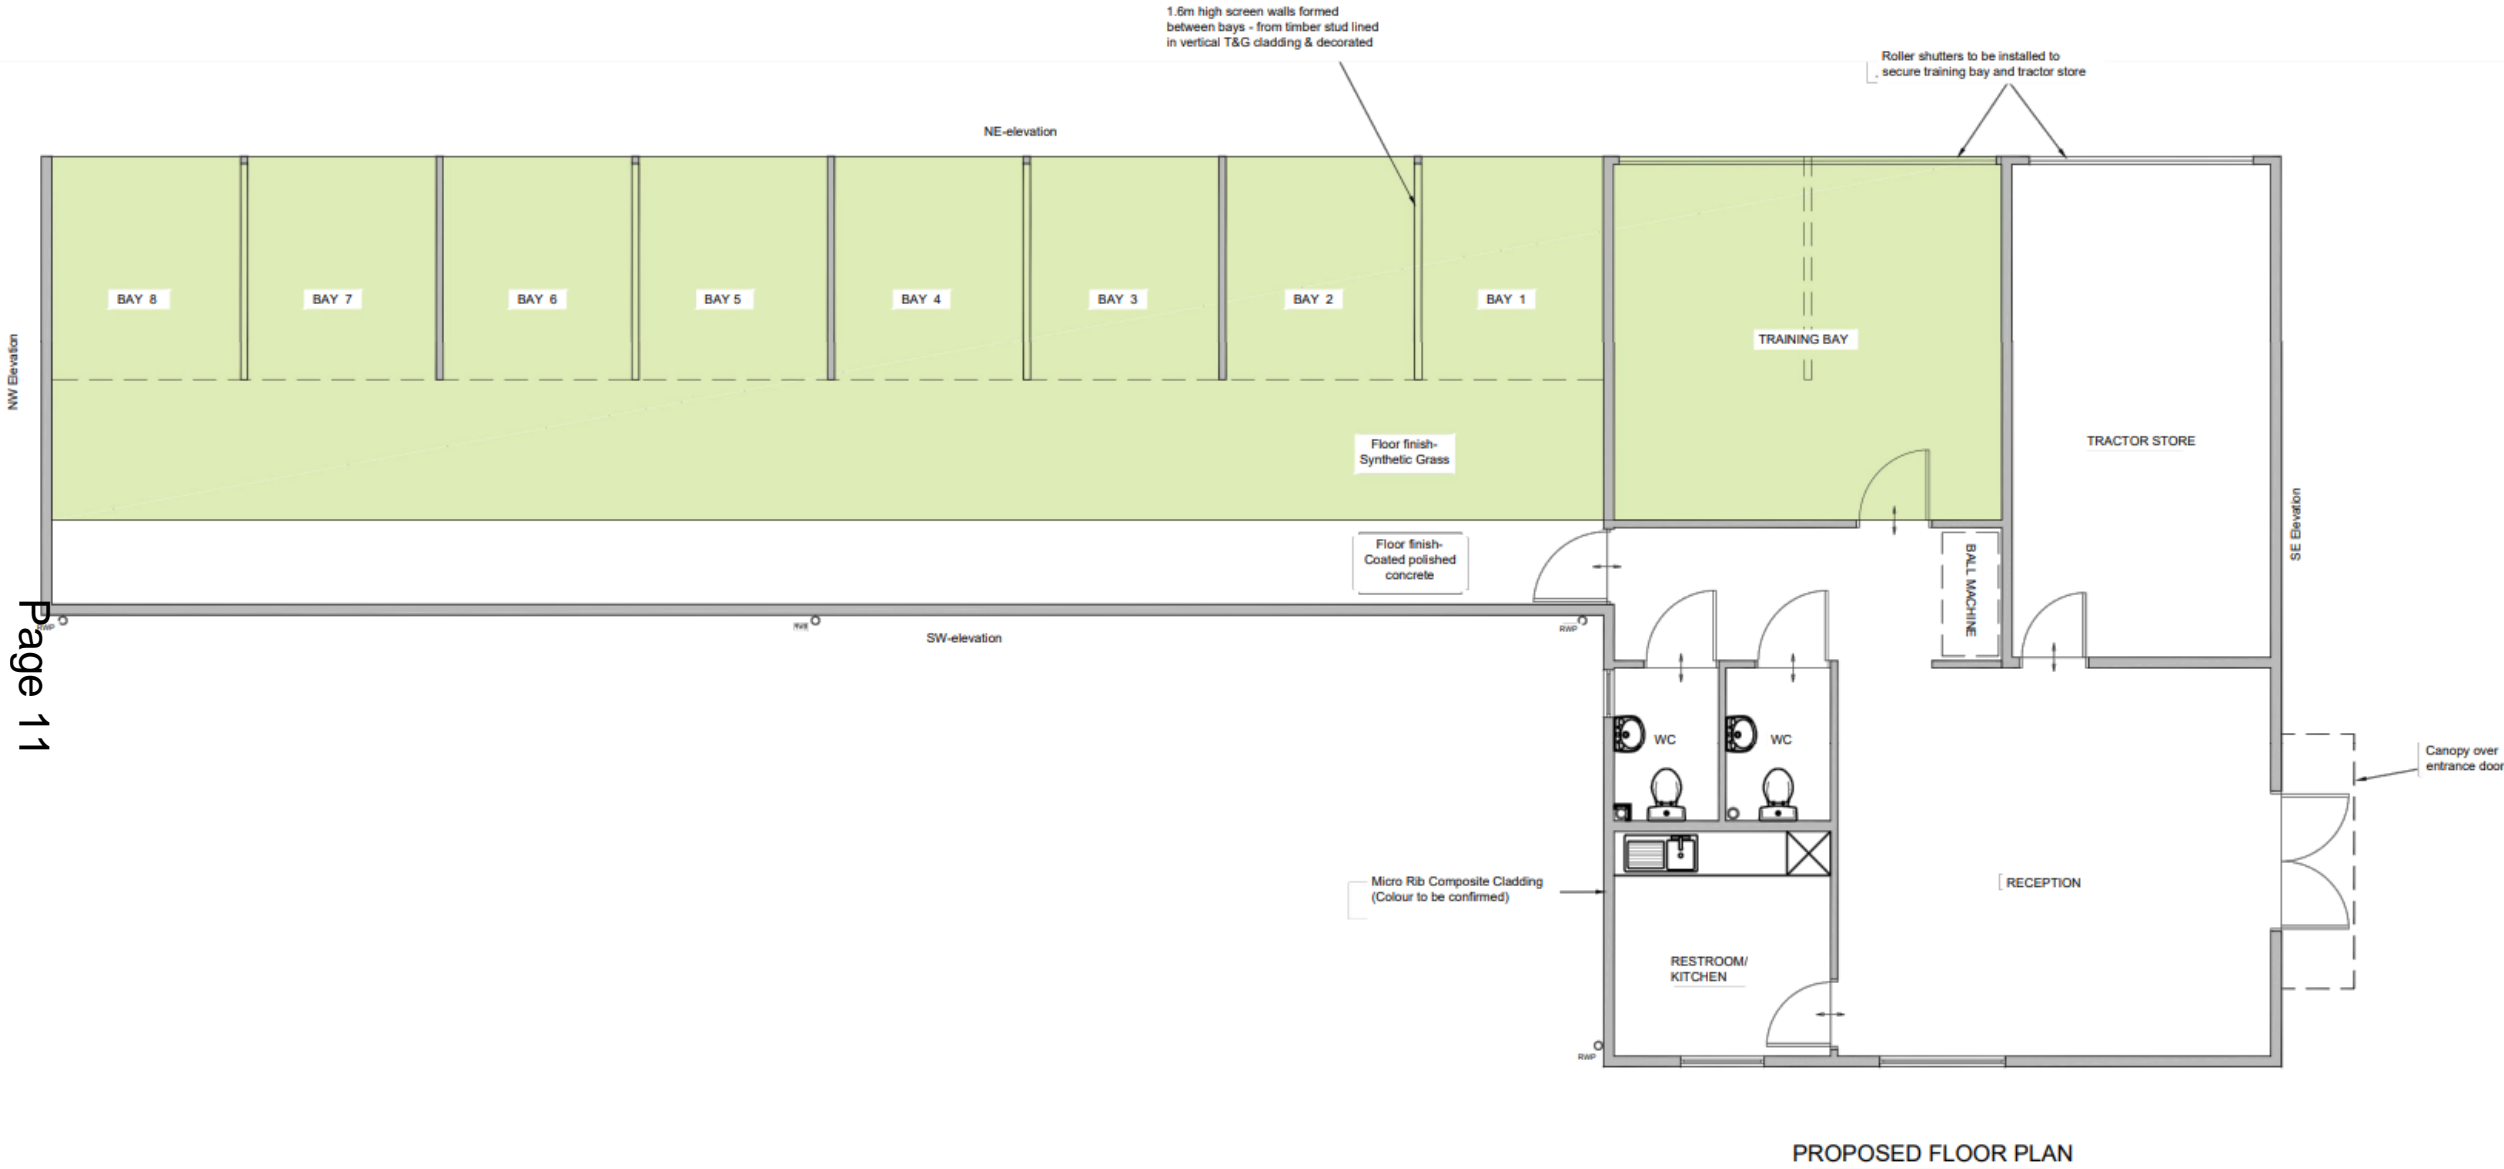 1.6m high screen walls formed
between bays - from timber stud lined
in vertical T&G cladding & decorated
Roller shutters to be installed to
secure training bay and tractor store
NE-elevation
BAY 8
BAY 7
BAY 6
BAY 5
BAY 4
BAY 3
BAY 2
BAY 1
TRAINING BAY
NW Elevation
TRACTOR STORE
Floor finish-
Synthetic Grass
SE Elevation
Floor finish-
Coated polished
concrete
BALL MACHINE
Page 11
RWP
RWP
RWP
SW-elevation
WC
WC
Canopy over
entrance door
Micro Rib Composite Cladding
(Colour to be confirmed)
RECEPTION
RESTROOM/
KITCHEN
RWP
PROPOSED FLOOR PLAN